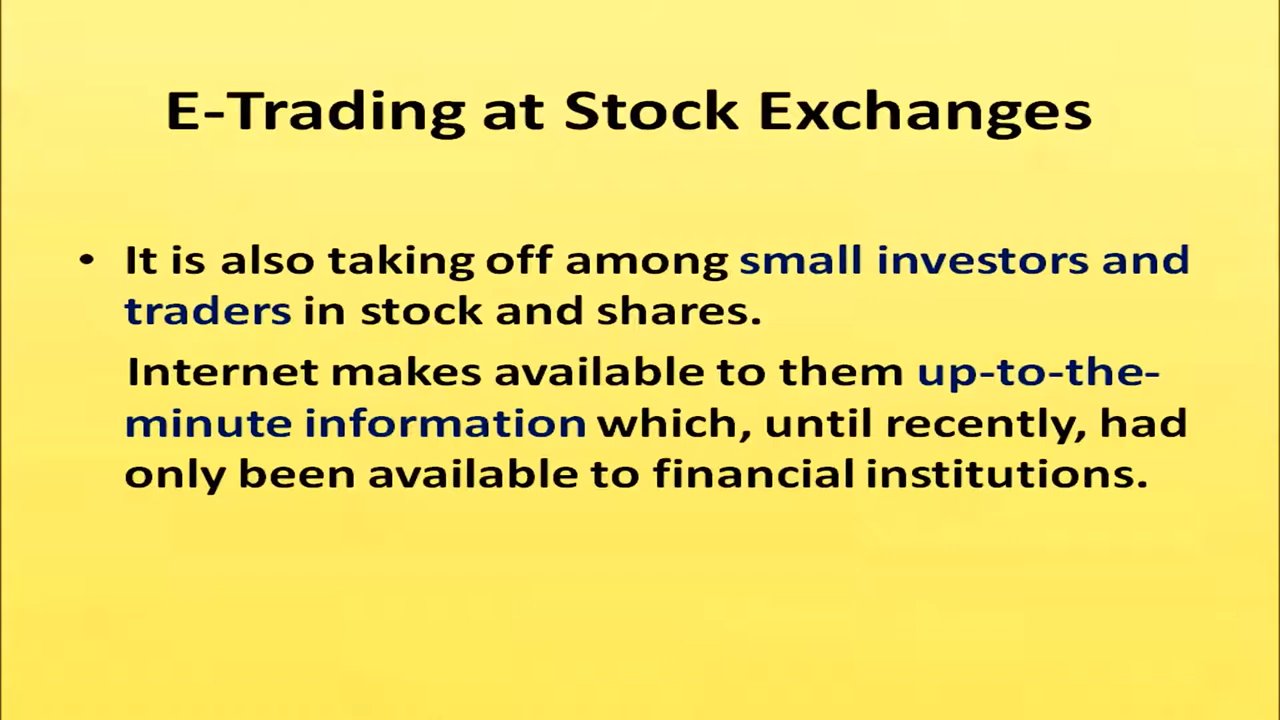 E-Trading at Stock Exchanges
• It is also taking off among small investors and
traders in stock and shares.
Internet makes available to them up-to-the-
minute information which, until recently, had
only been available to financial institutions.